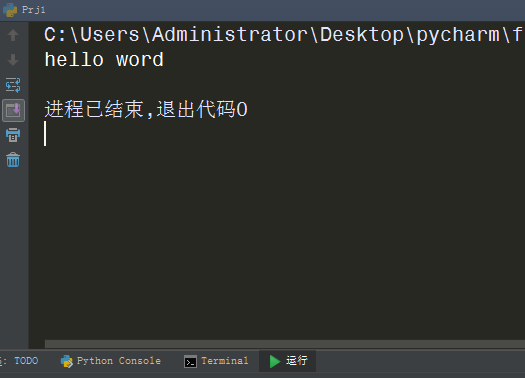 Prj1
C:\Users\Administrator\Desktop\pycharm\f
hello word
进程已结束,退出代码0
: TODO
Python Console
Terminal
运行